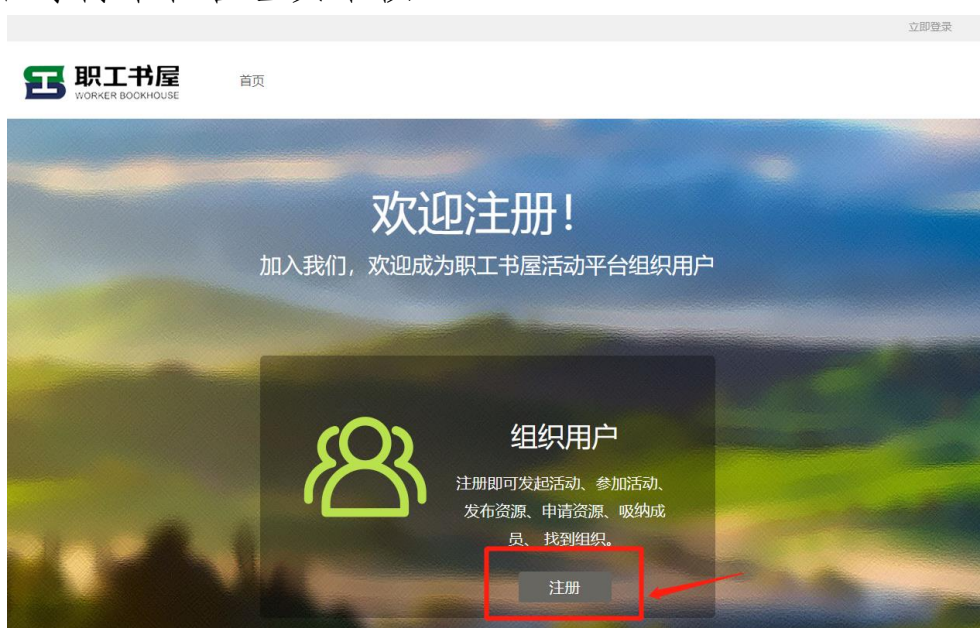 立即登录
职工书屋
WORKER BOOKHOUSE
首页
欢迎注册！
加入我们，欢迎成为职工书屋活动平台组织用户
组织用户
注册即可发起活动、参加活动、
发布资源、申请资源、吸纳成
员、 找到组织。
注册